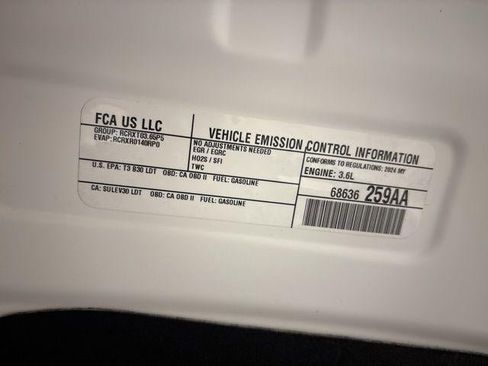 FCA US LLC
GROUP: RCRXT03.65P5
EVAP: RCRXR0140RP0
VEHICLE EMISSION CONTROL INFORMATION
NO ADJUSTMENTS NEEDED
EGR / EGRC
HO2S / SFI
TWC
CONFORMS TO REGULATIONS: 2024 MY
ENGINE: 3.6L
U.S. EPA: T3 B30 LDT OBD: CA OBD II FUEL: GASOLINE
CA: SULEV30 LDT OBD: CA OBD II FUEL: GASOLINE
68636 259AA